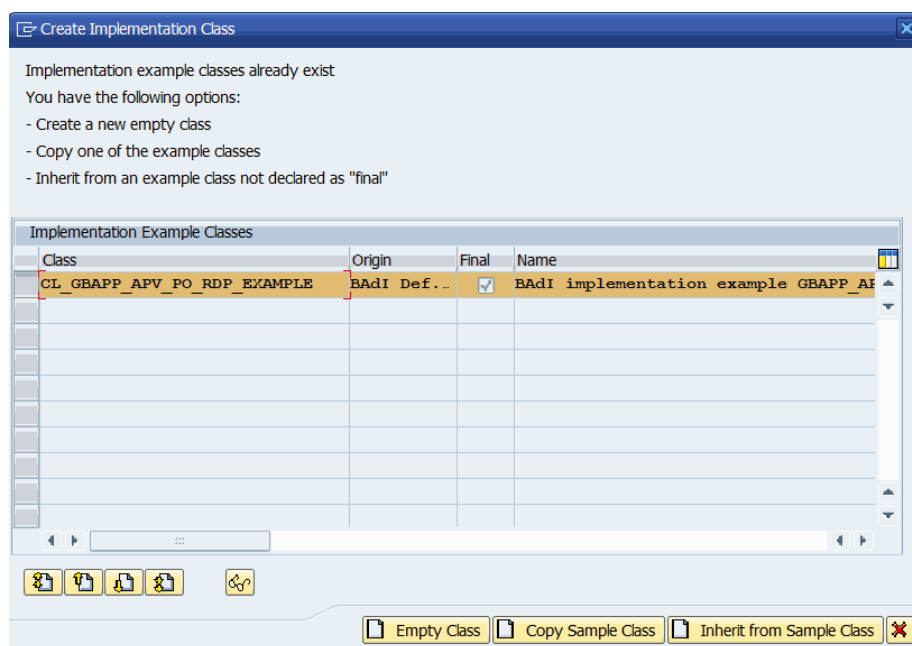 Create Implementation Class
Implementation example classes already exist
You have the following options:
- Create a new empty class
- Copy one of the example classes
- Inherit from an example class not declared as "final"
Implementation Example Classes
Class Origin Final Name
CL_GBAPP_APV_PO_RDP_EXAMPLE BAdI Def... BAdI implementation example GBAPP_AP
Empty Class Copy Sample Class Inherit from Sample Class